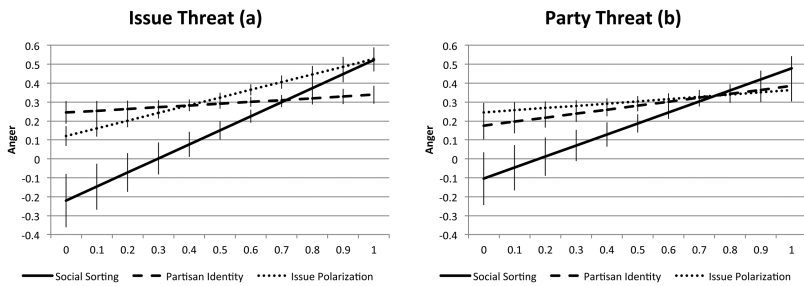 Issue Threat (a)
0.6
0.5
0.4
0.3
0.2
0.1
0
-0.1
-0.2
-0.3
-0.4
Anger
0 0.1 0.2 0.3 0.4 0.5 0.6 0.7 0.8 0.9 1
Social Sorting Partisan Identity Issue Polarization
Party Threat (b)
0.6
0.5
0.4
0.3
0.2
0.1
0
-0.1
-0.2
-0.3
-0.4
Anger
0 0.1 0.2 0.3 0.4 0.5 0.6 0.7 0.8 0.9 1
Social Sorting Partisan Identity Issue Polarization